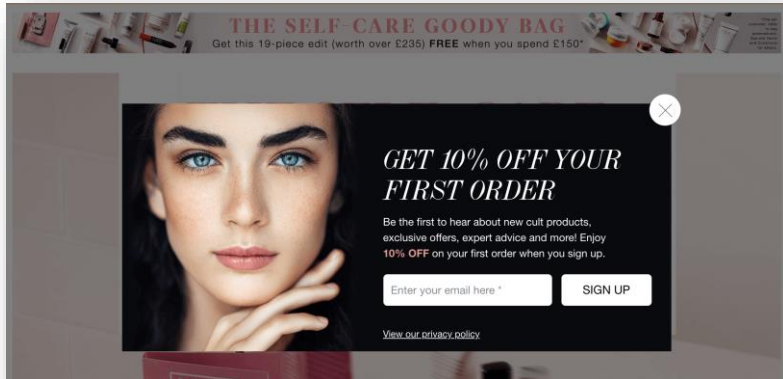 THE SELF-CARE GOODY BAG
Get this 19-piece edit (worth over £235) FREE when you spend £150*
GET 10% OFF YOUR
FIRST ORDER
Be the first to hear about new cult products,
exclusive offers, expert advice and more! Enjoy
10% OFF on your first order when you sign up.
Enter your email here *
SIGN UP
View our privacy policy